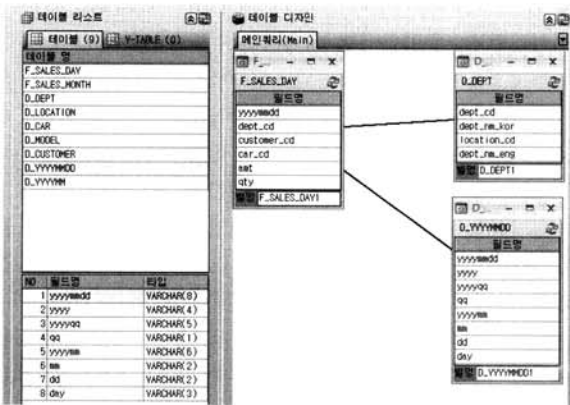 테이블 리스트
테이블 (9)
V-TABLE (0)
테이블 명
F_SALES_DAY
F_SALES_MONTH
D_DEPT
D_LOCATION
D_CAR
D_MODEL
D_CUSTOMER
D_YYYYMMDD
D_YYYYMM
NO 필드명 타입
1 yyyymmdd VARCHAR(8)
2 yyyy VARCHAR(4)
3 yyyyqq VARCHAR(5)
4 qq VARCHAR(1)
5 yyyymm VARCHAR(6)
6 mm VARCHAR(2)
7 dd VARCHAR(2)
8 day VARCHAR(3)
테이블 디자인
메인쿼리(Main)
F_...
F_SALES_DAY
필드명
yyyymmdd
dept_cd
customer_cd
car_cd
amt
qty
별명 F_SALES_DAY1
D_...
D_DEPT
필드명
dept_cd
dept_nm_kor
location_cd
dept_nm_eng
별명 D_DEPT1
D_...
D_YYYYMMDD
필드명
yyyymmdd
yyyy
yyyyqq
qq
yyyymm
mm
dd
day
별명 D_YYYYMMDD1